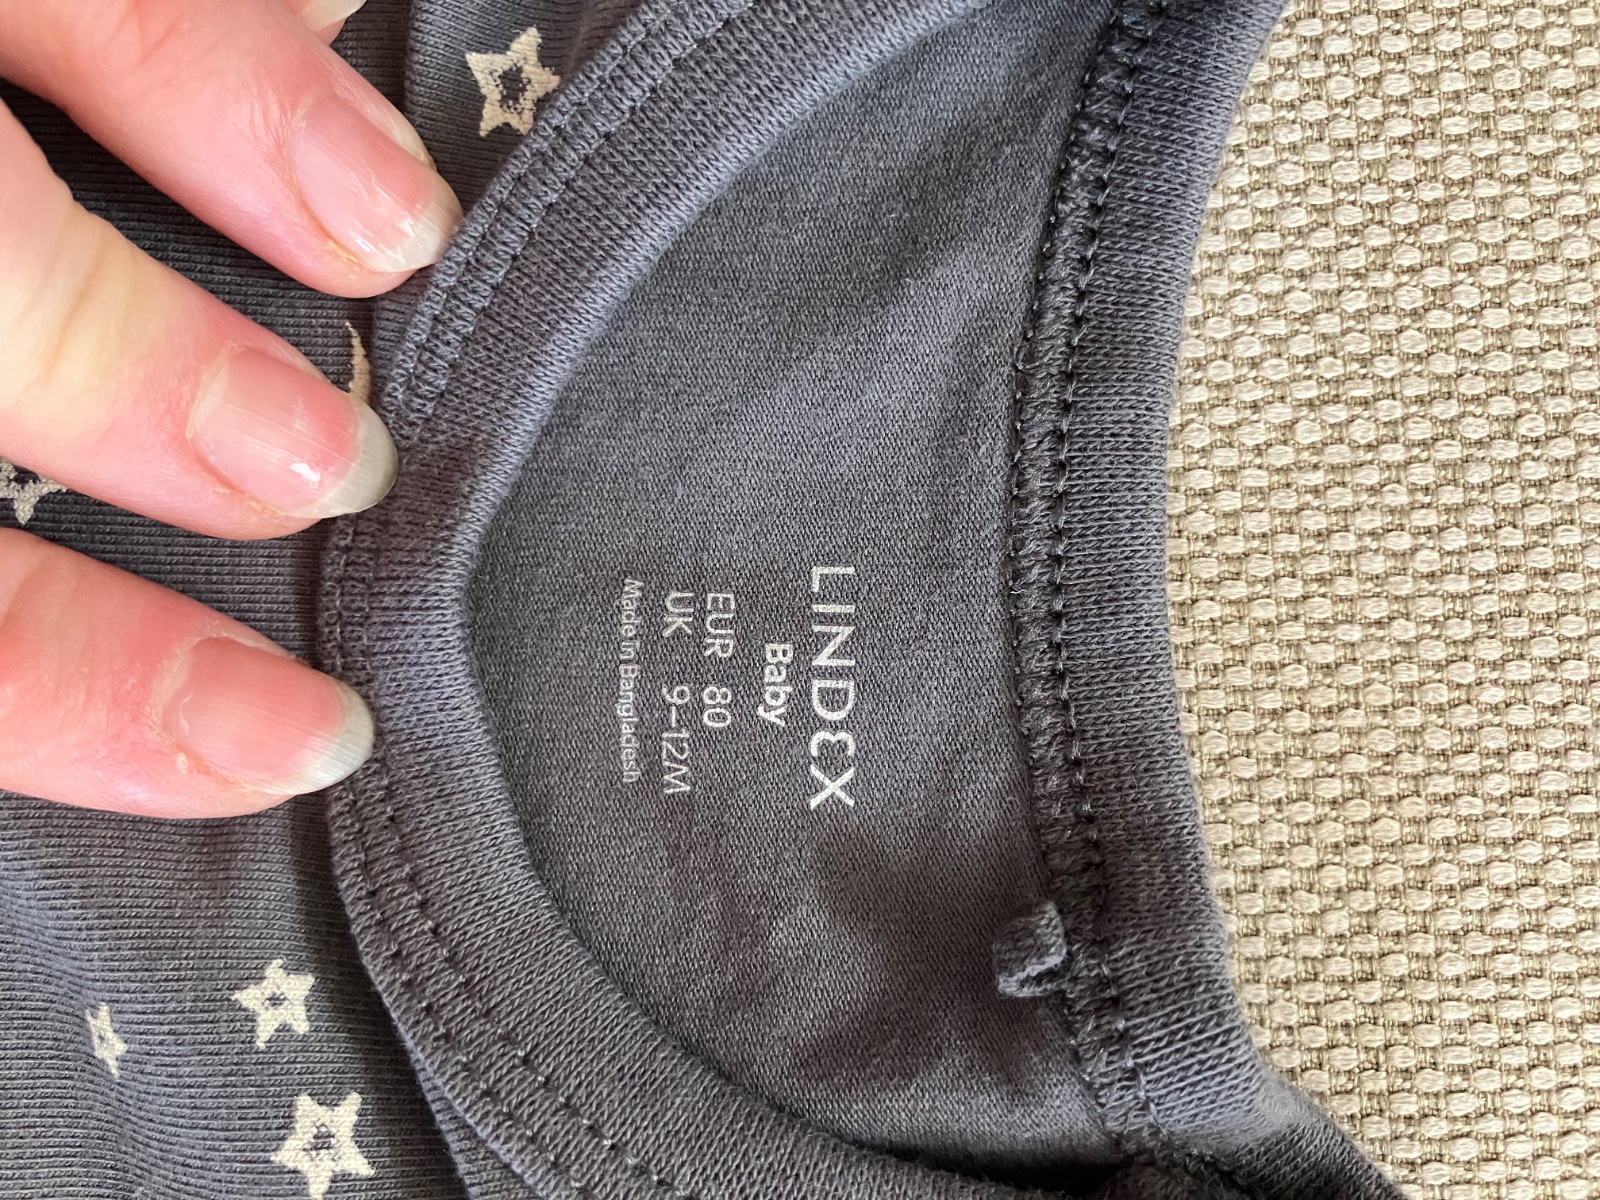 LINDEX
Baby
EUR 80
UK 9-12M
Made in Bangladesh